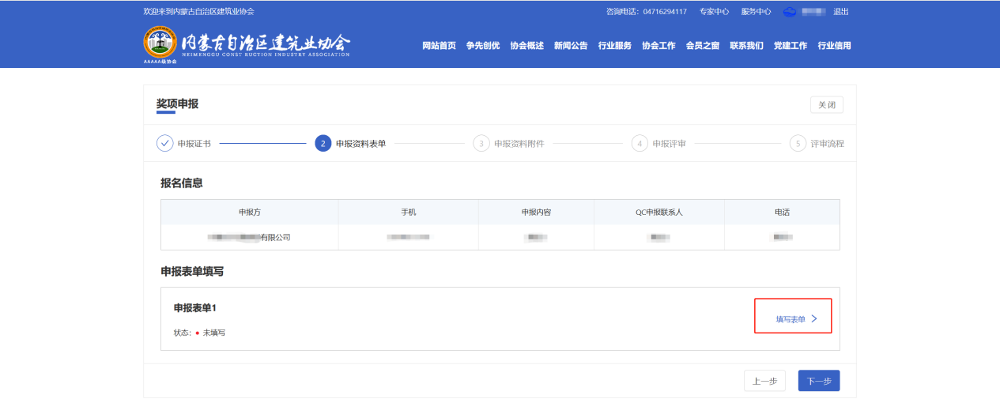 欢迎来到内蒙古自治区建筑业协会
咨询电话：04716294117 专家中心 服务中心 退出
内蒙古自治区建筑业协会
NEIMENGGU CONST RUCTION INDUSTRY ASSOCIATION
AAAAA级协会
网站首页 争先创优 协会概述 新闻公告 行业服务 协会工作 会员之窗 联系我们 党建工作 行业信用
奖项申报
关 闭
申报证书 2 申报资料表单 3 申报资料附件 4 申报评审 5 评审流程
报名信息
申报方 手机 申报内容 QC申报联系人 电话
有限公司
申报表单填写
申报表单1
填写表单 >
状态： 未填写
上一步 下一步